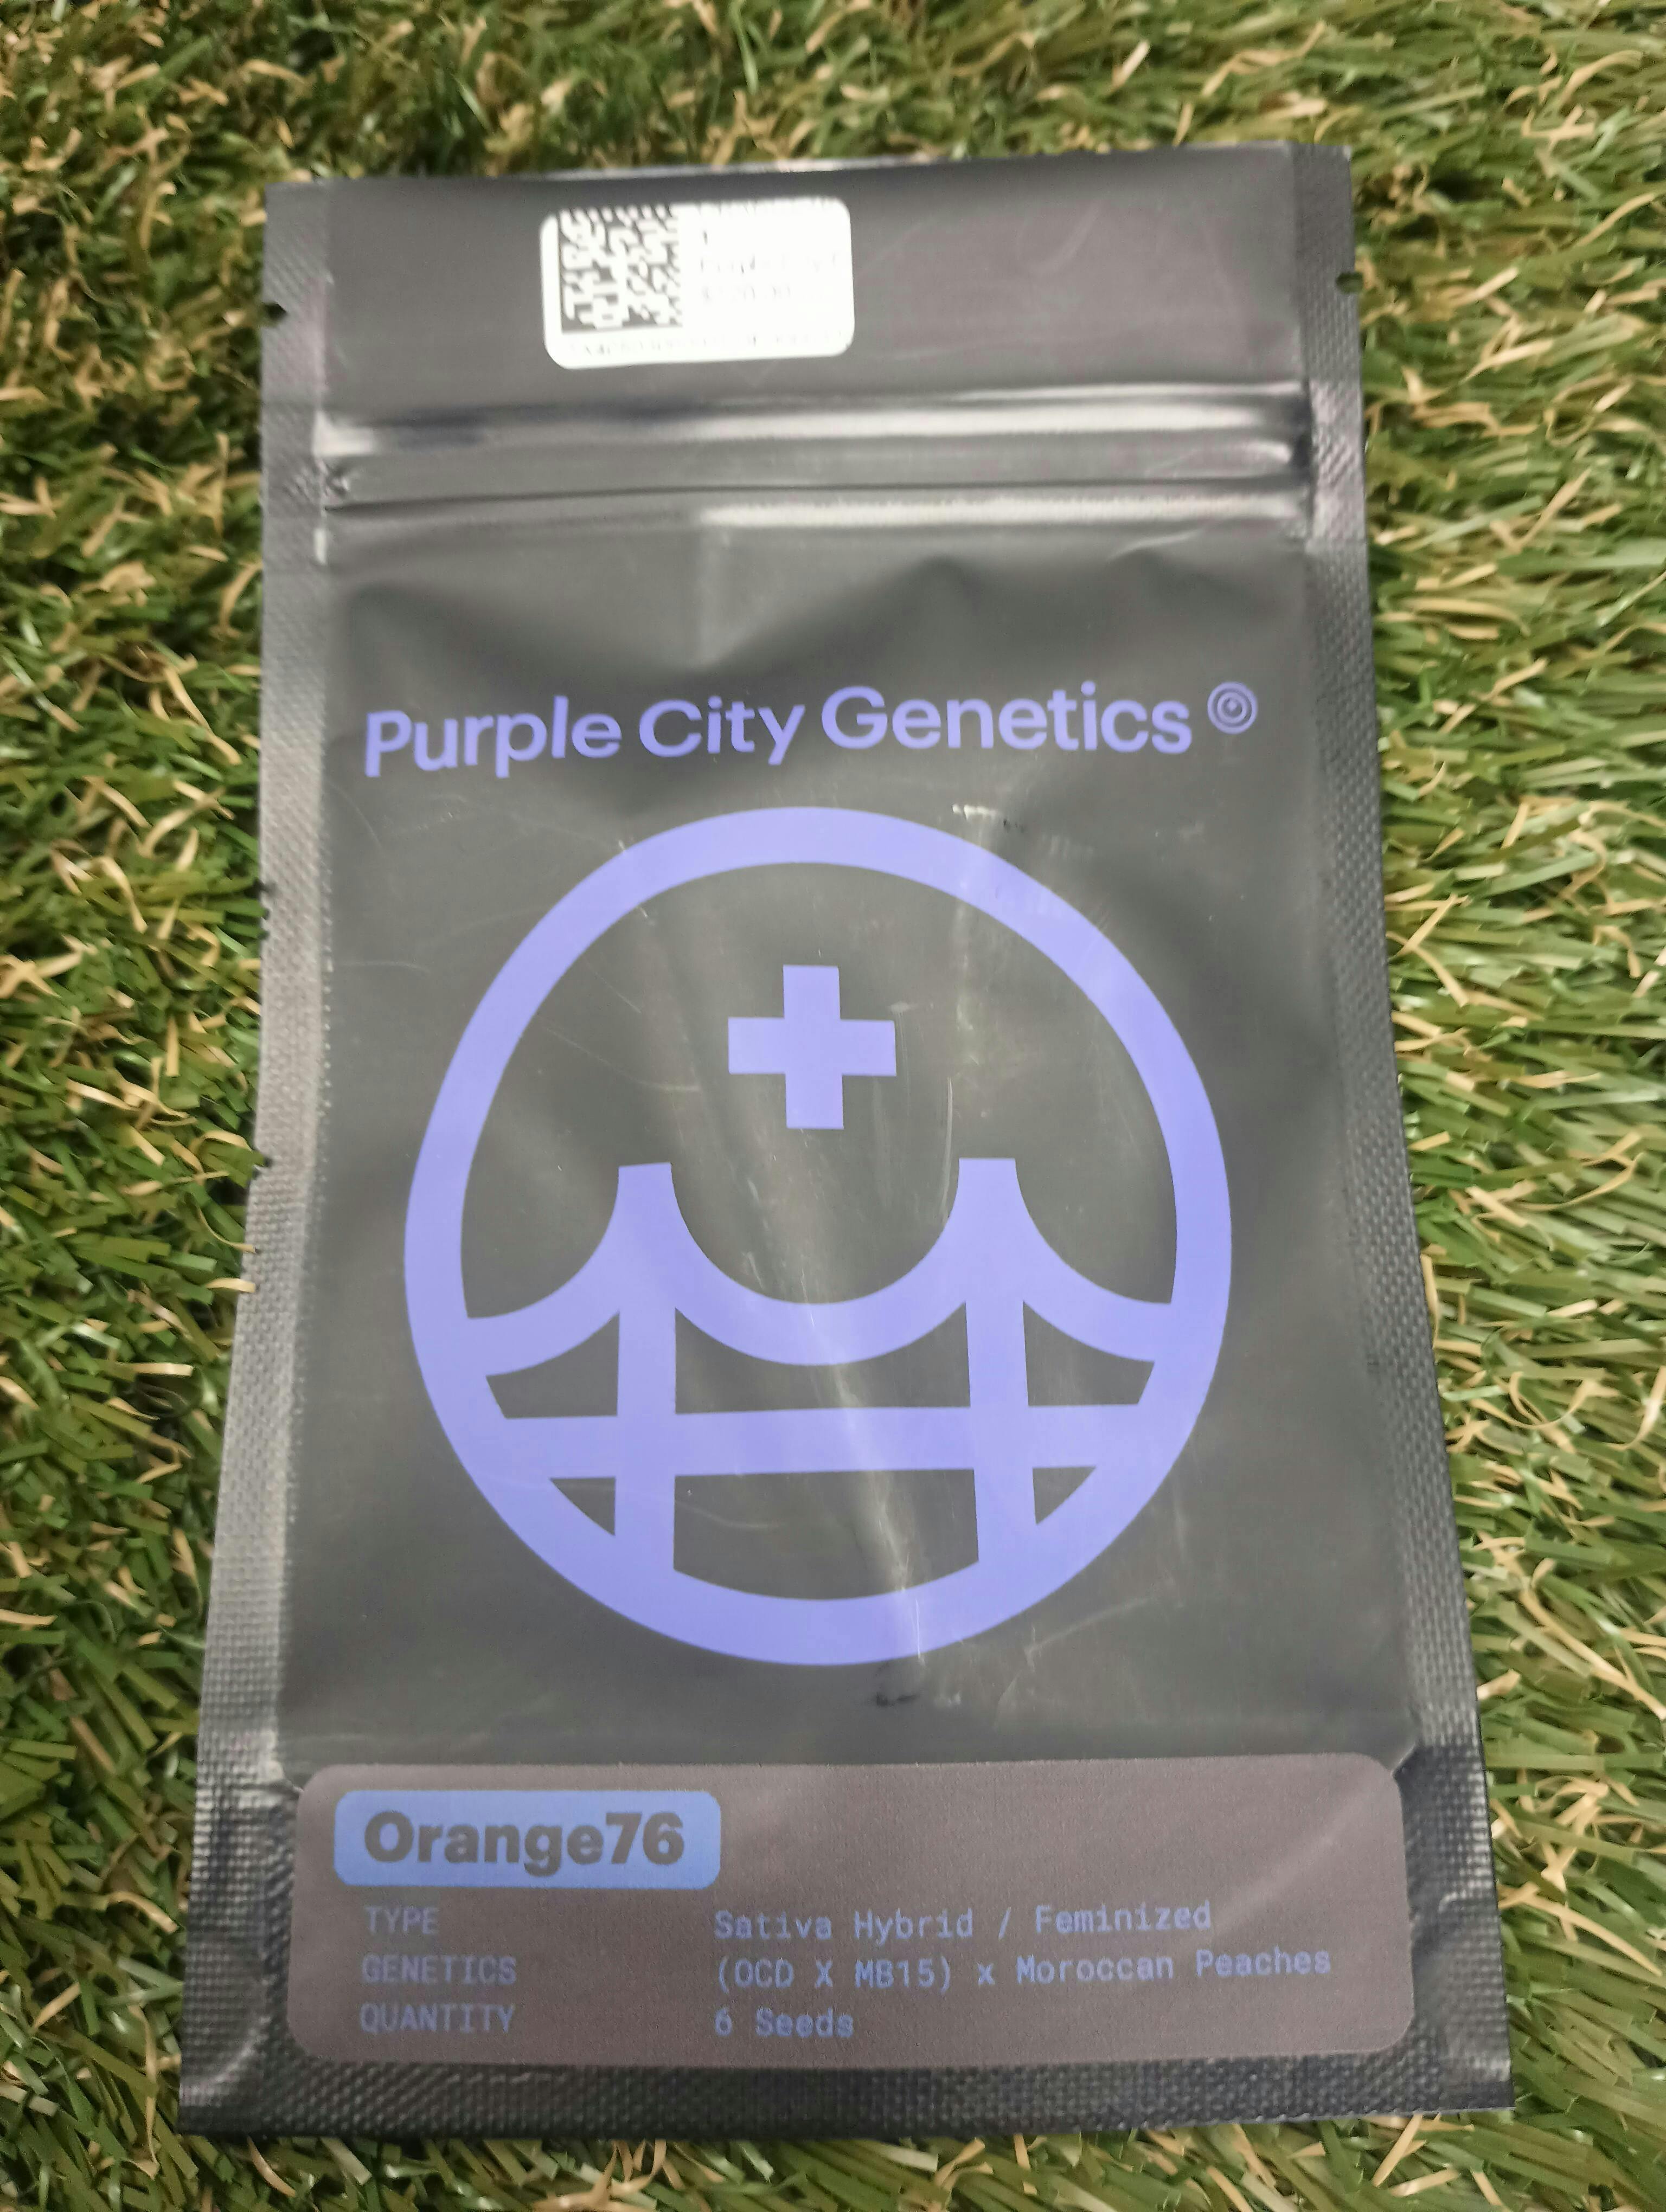 Purple City Genetics
Orange76
TYPE Sativa Hybrid / Feminized
GENETICS (OCD X MB15) x Moroccan Peaches
QUANTITY 6 Seeds